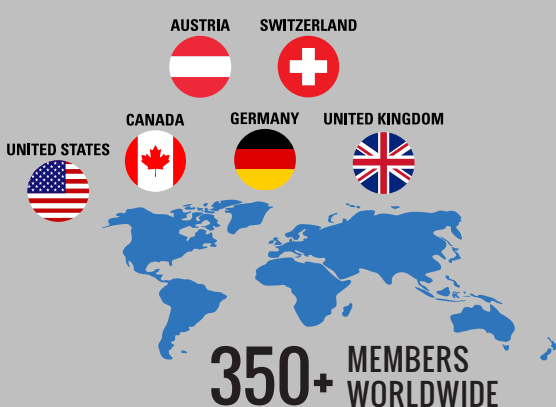 AUSTRIA SWITZERLAND
CANADA GERMANY UNITED KINGDOM
UNITED STATES
350+ MEMBERS
WORLDWIDE